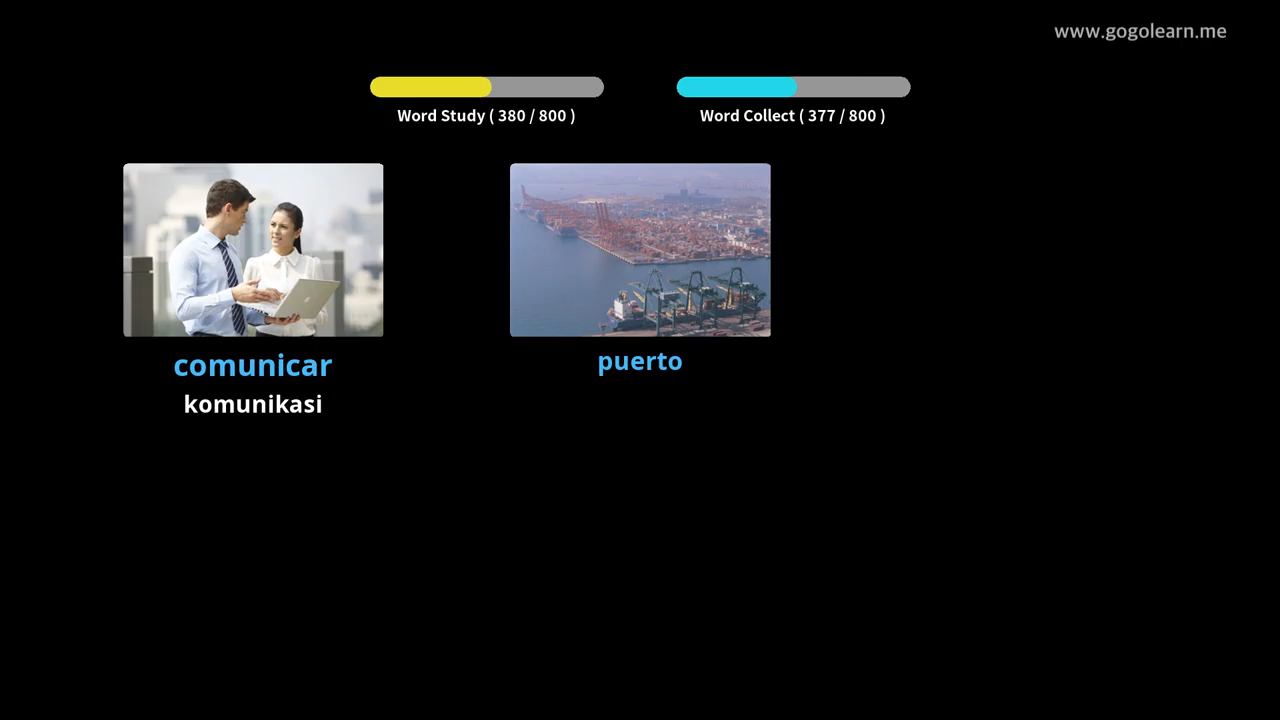 www.gogolearn.me
Word Study ( 380 / 800 )
Word Collect ( 377 / 800 )
comunicar
komunikasi
puerto